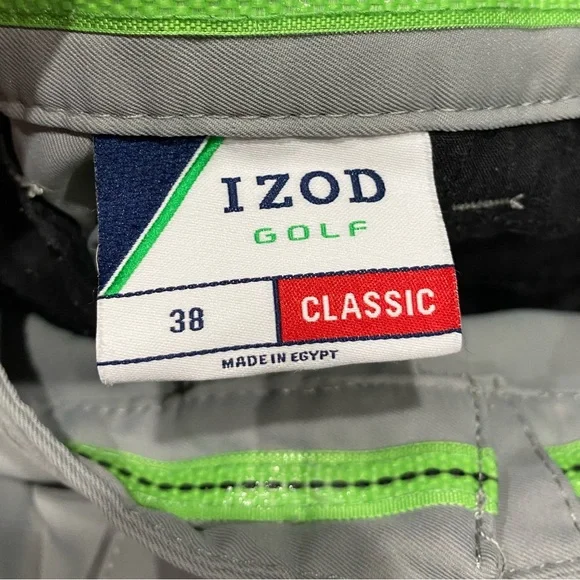 IZOD
GOLF
38 CLASSIC
MADE IN EGYPT